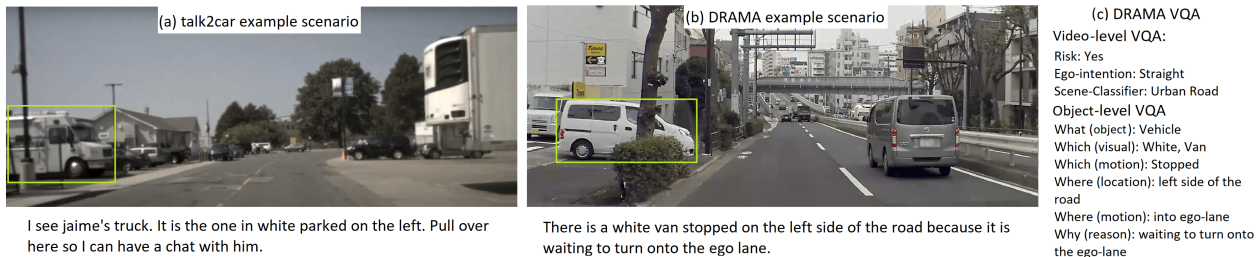 (a) talk2car example scenario
I see jaime's truck. It is the one in white parked on the left. Pull over
here so I can have a chat with him.
(b) DRAMA example scenario
There is a white van stopped on the left side of the road because it is
waiting to turn onto the ego lane.
(c) DRAMA VQA
Video-level VQA:
Risk: Yes
Ego-intention: Straight
Scene-Classifier: Urban Road
Object-level VQA
What (object): Vehicle
Which (visual): White, Van
Which (motion): Stopped
Where (location): left side of the
road
Where (motion): into ego-lane
Why (reason): waiting to turn onto
the ego-lane